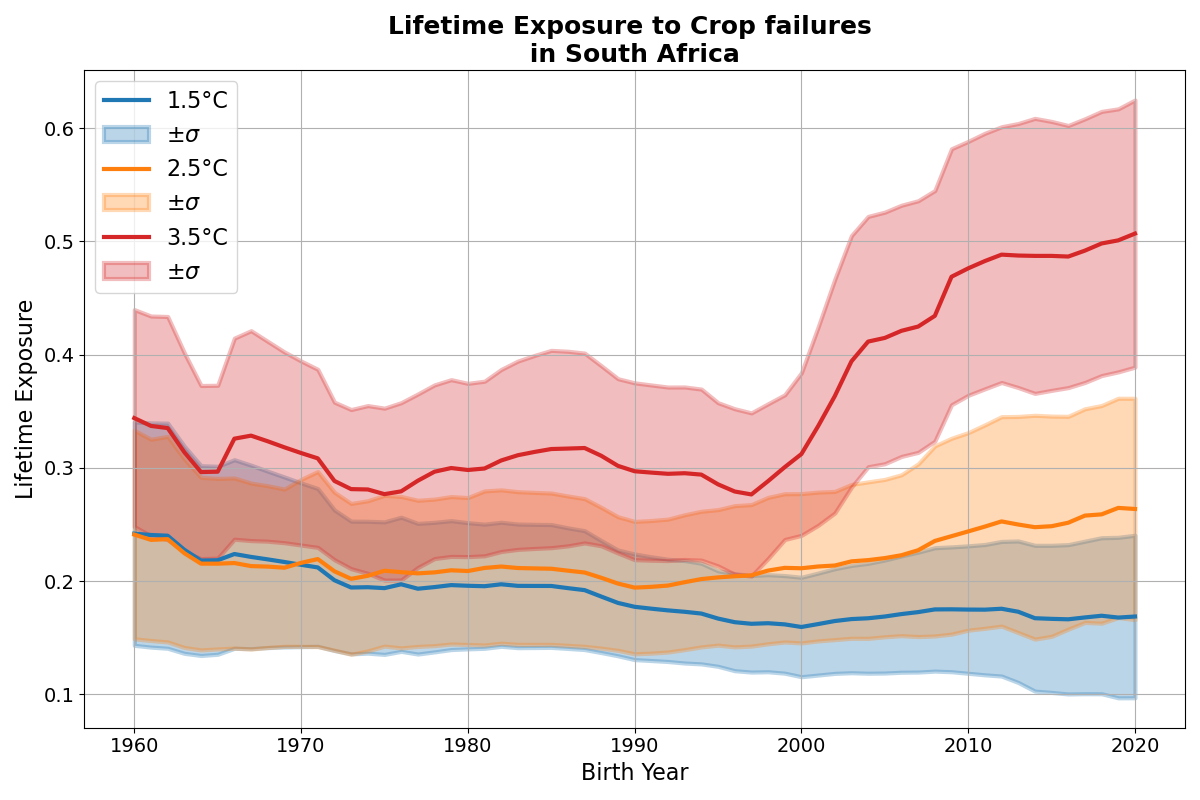 Lifetime Exposure to Crop failures
in South Africa
1.5°C
±σ
2.5°C
±σ
3.5°C
±σ
Lifetime Exposure
0.6
0.5
0.4
0.3
0.2
0.1
1960 1970 1980 1990 2000 2010 2020
Birth Year